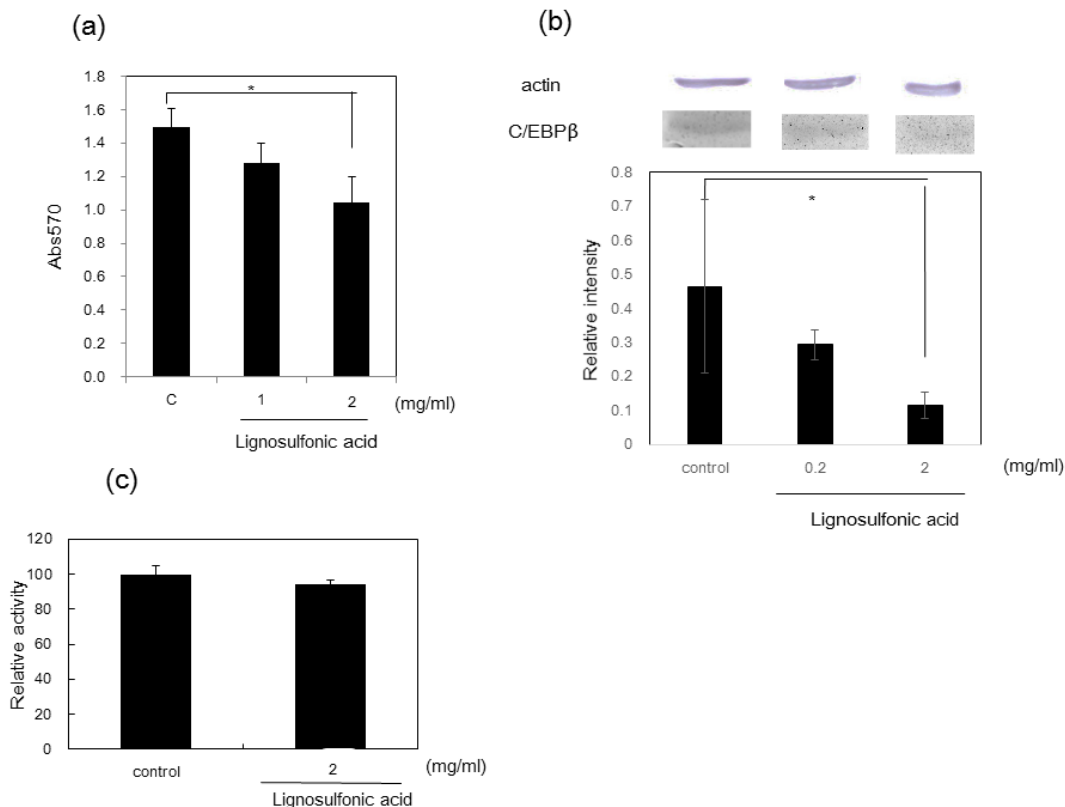 (a)
Abs570
1.8
1.6
1.4
1.2
1.0
0.8
0.6
0.4
0.2
0.0
*
C 1 2 (mg/ml)
Lignosulfonic acid
(b)
actin
C/EBPβ
Relative intensity
0.8
0.7
0.6
0.5
0.4
0.3
0.2
0.1
0
*
control 0.2 2 (mg/ml)
Lignosulfonic acid
(c)
Relative activity
120
100
80
60
40
20
0
control 2 (mg/ml)
Lignosulfonic acid